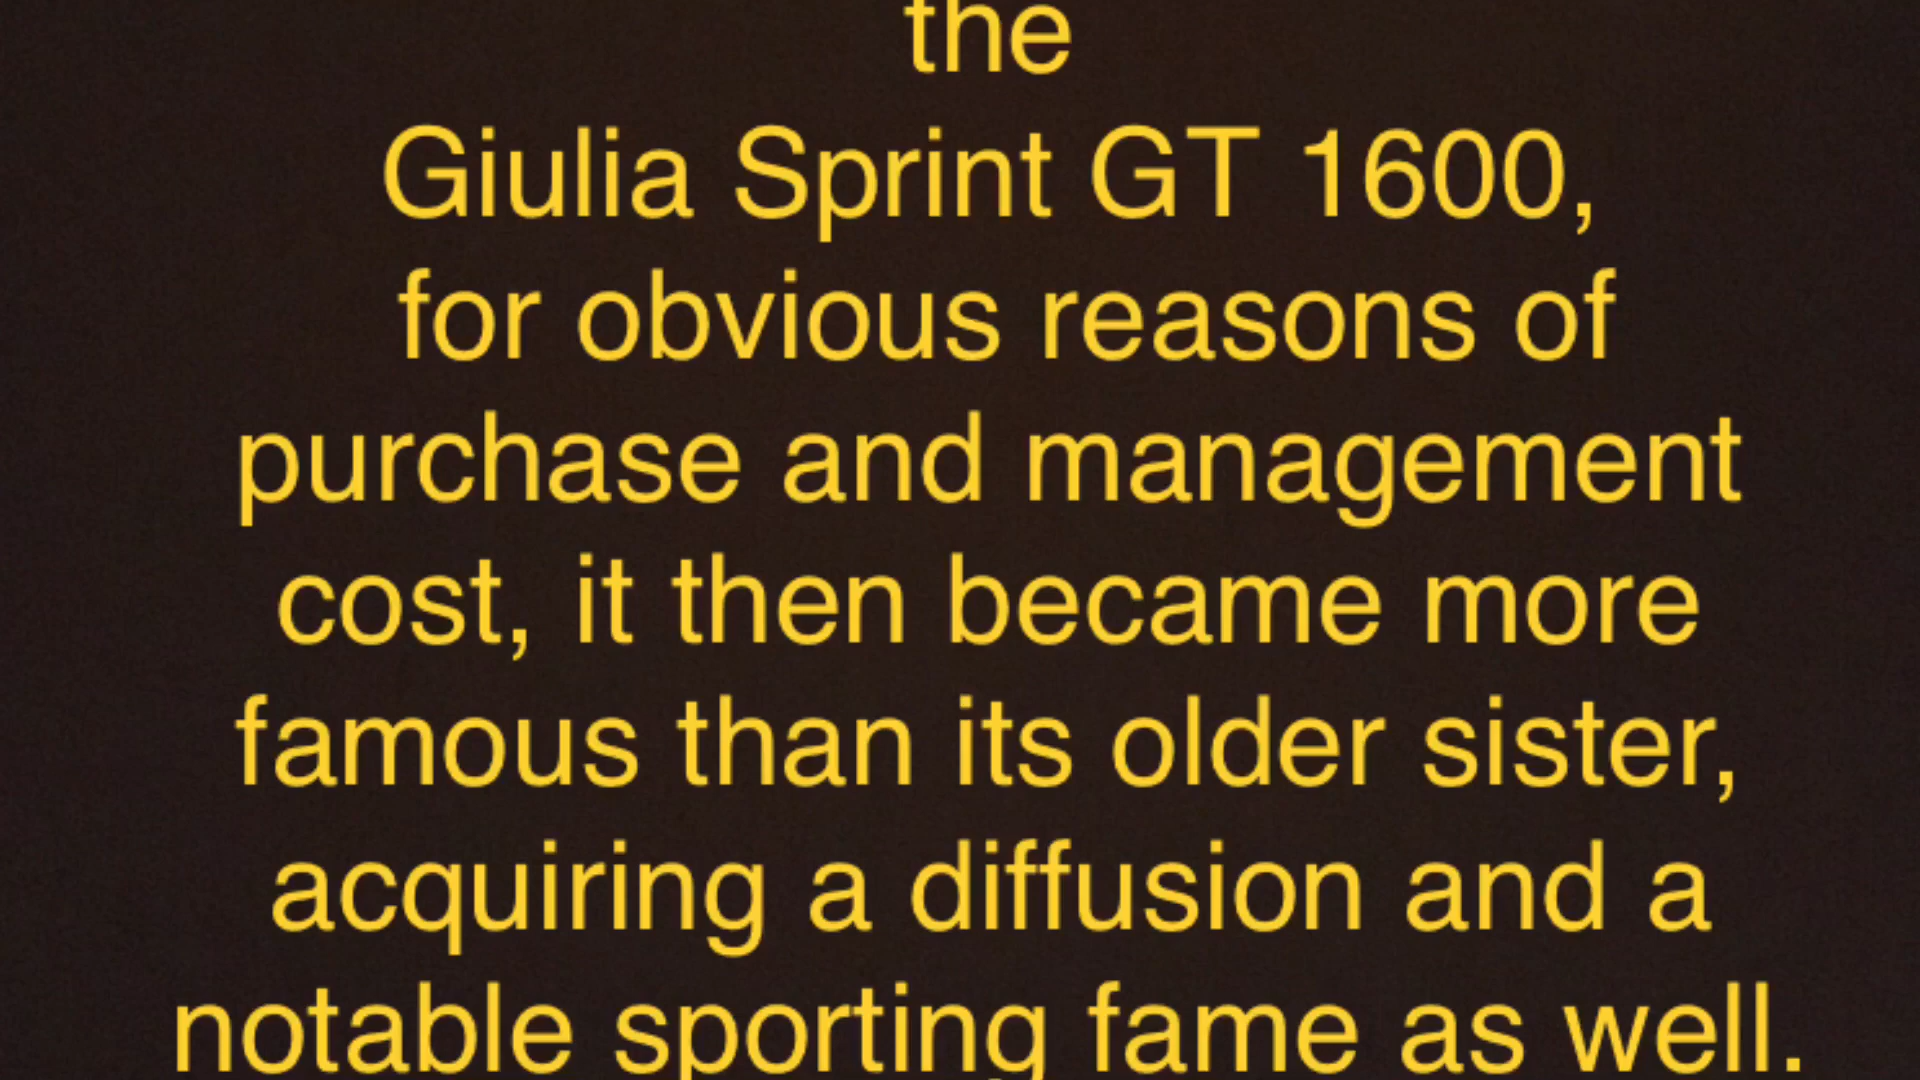 the
Giulia Sprint GT 1600,
for obvious reasons of
purchase and management
cost, it then became more
famous than its older sister,
acquiring a diffusion and a
notable sporting fame as well.